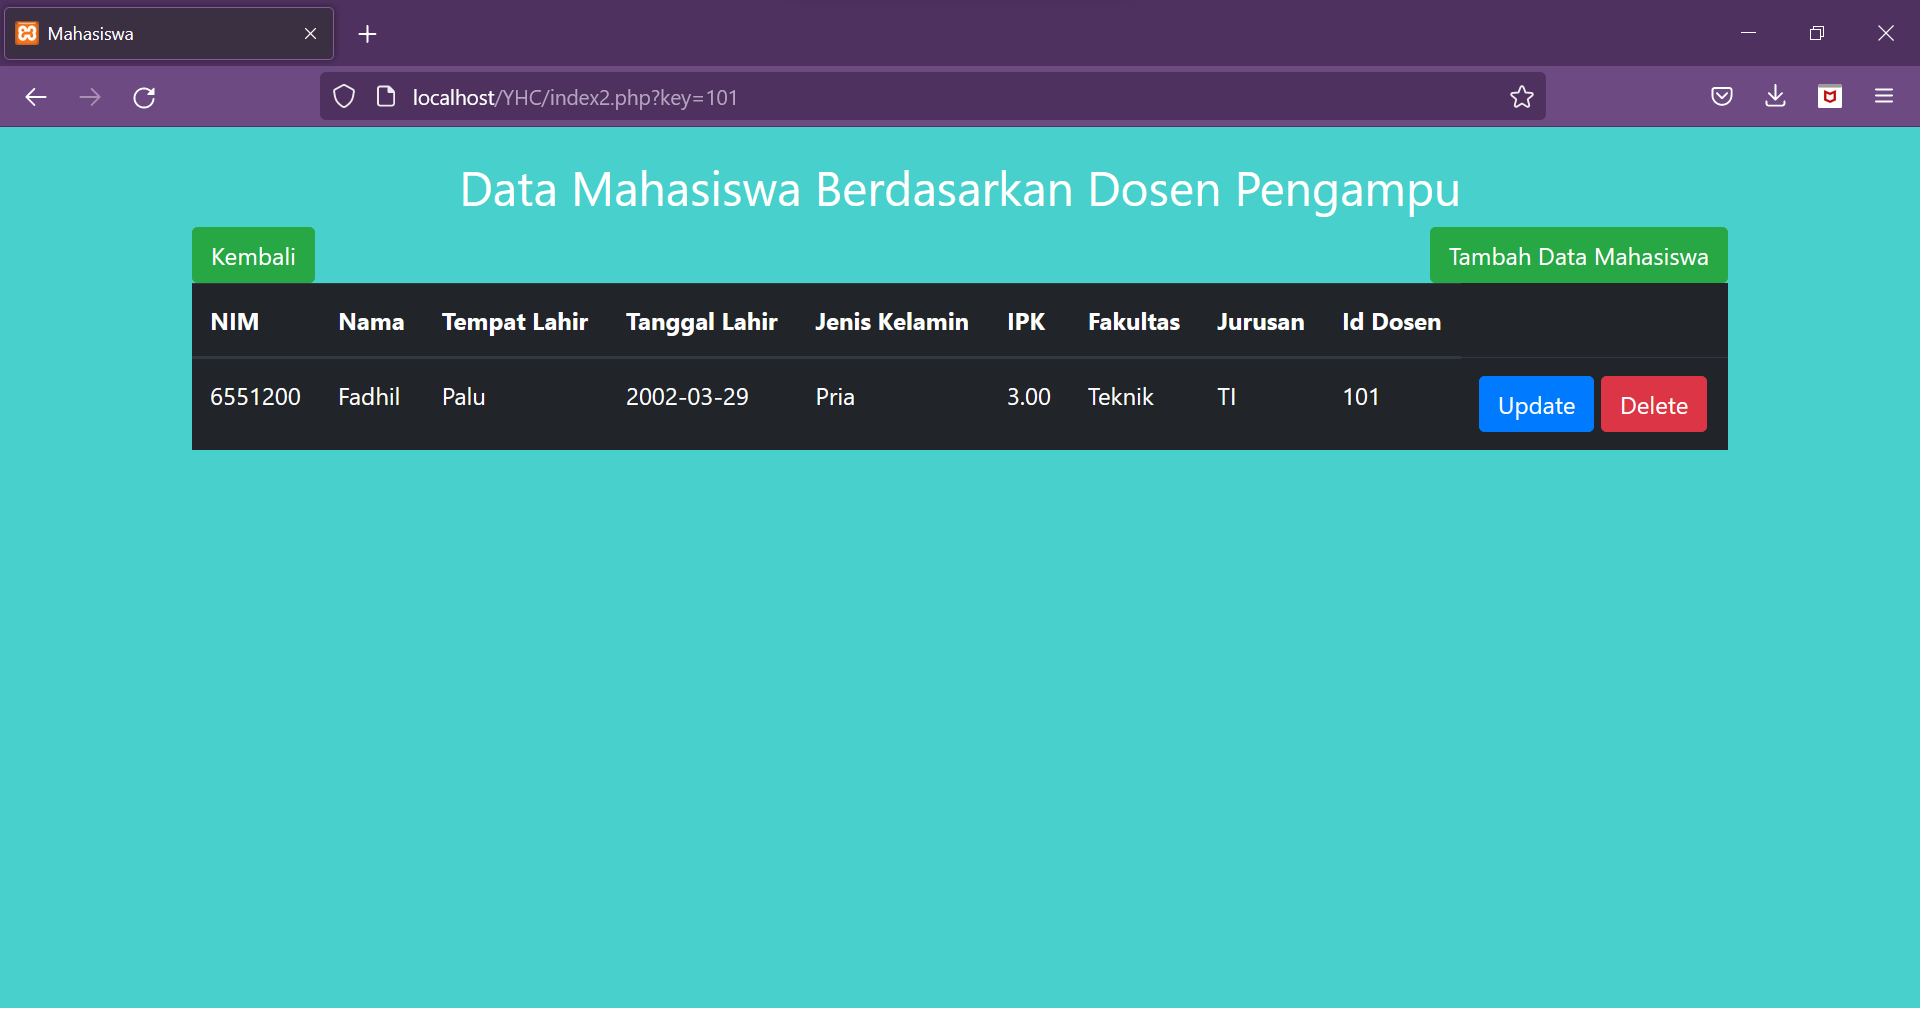 Mahasiswa
localhost/YHC/index2.php?key=101
Data Mahasiswa Berdasarkan Dosen Pengampu
Kembali Tambah Data Mahasiswa
NIM Nama Tempat Lahir Tanggal Lahir Jenis Kelamin IPK Fakultas Jurusan Id Dosen
6551200 Fadhil Palu 2002-03-29 Pria 3.00 Teknik TI 101 Update Delete